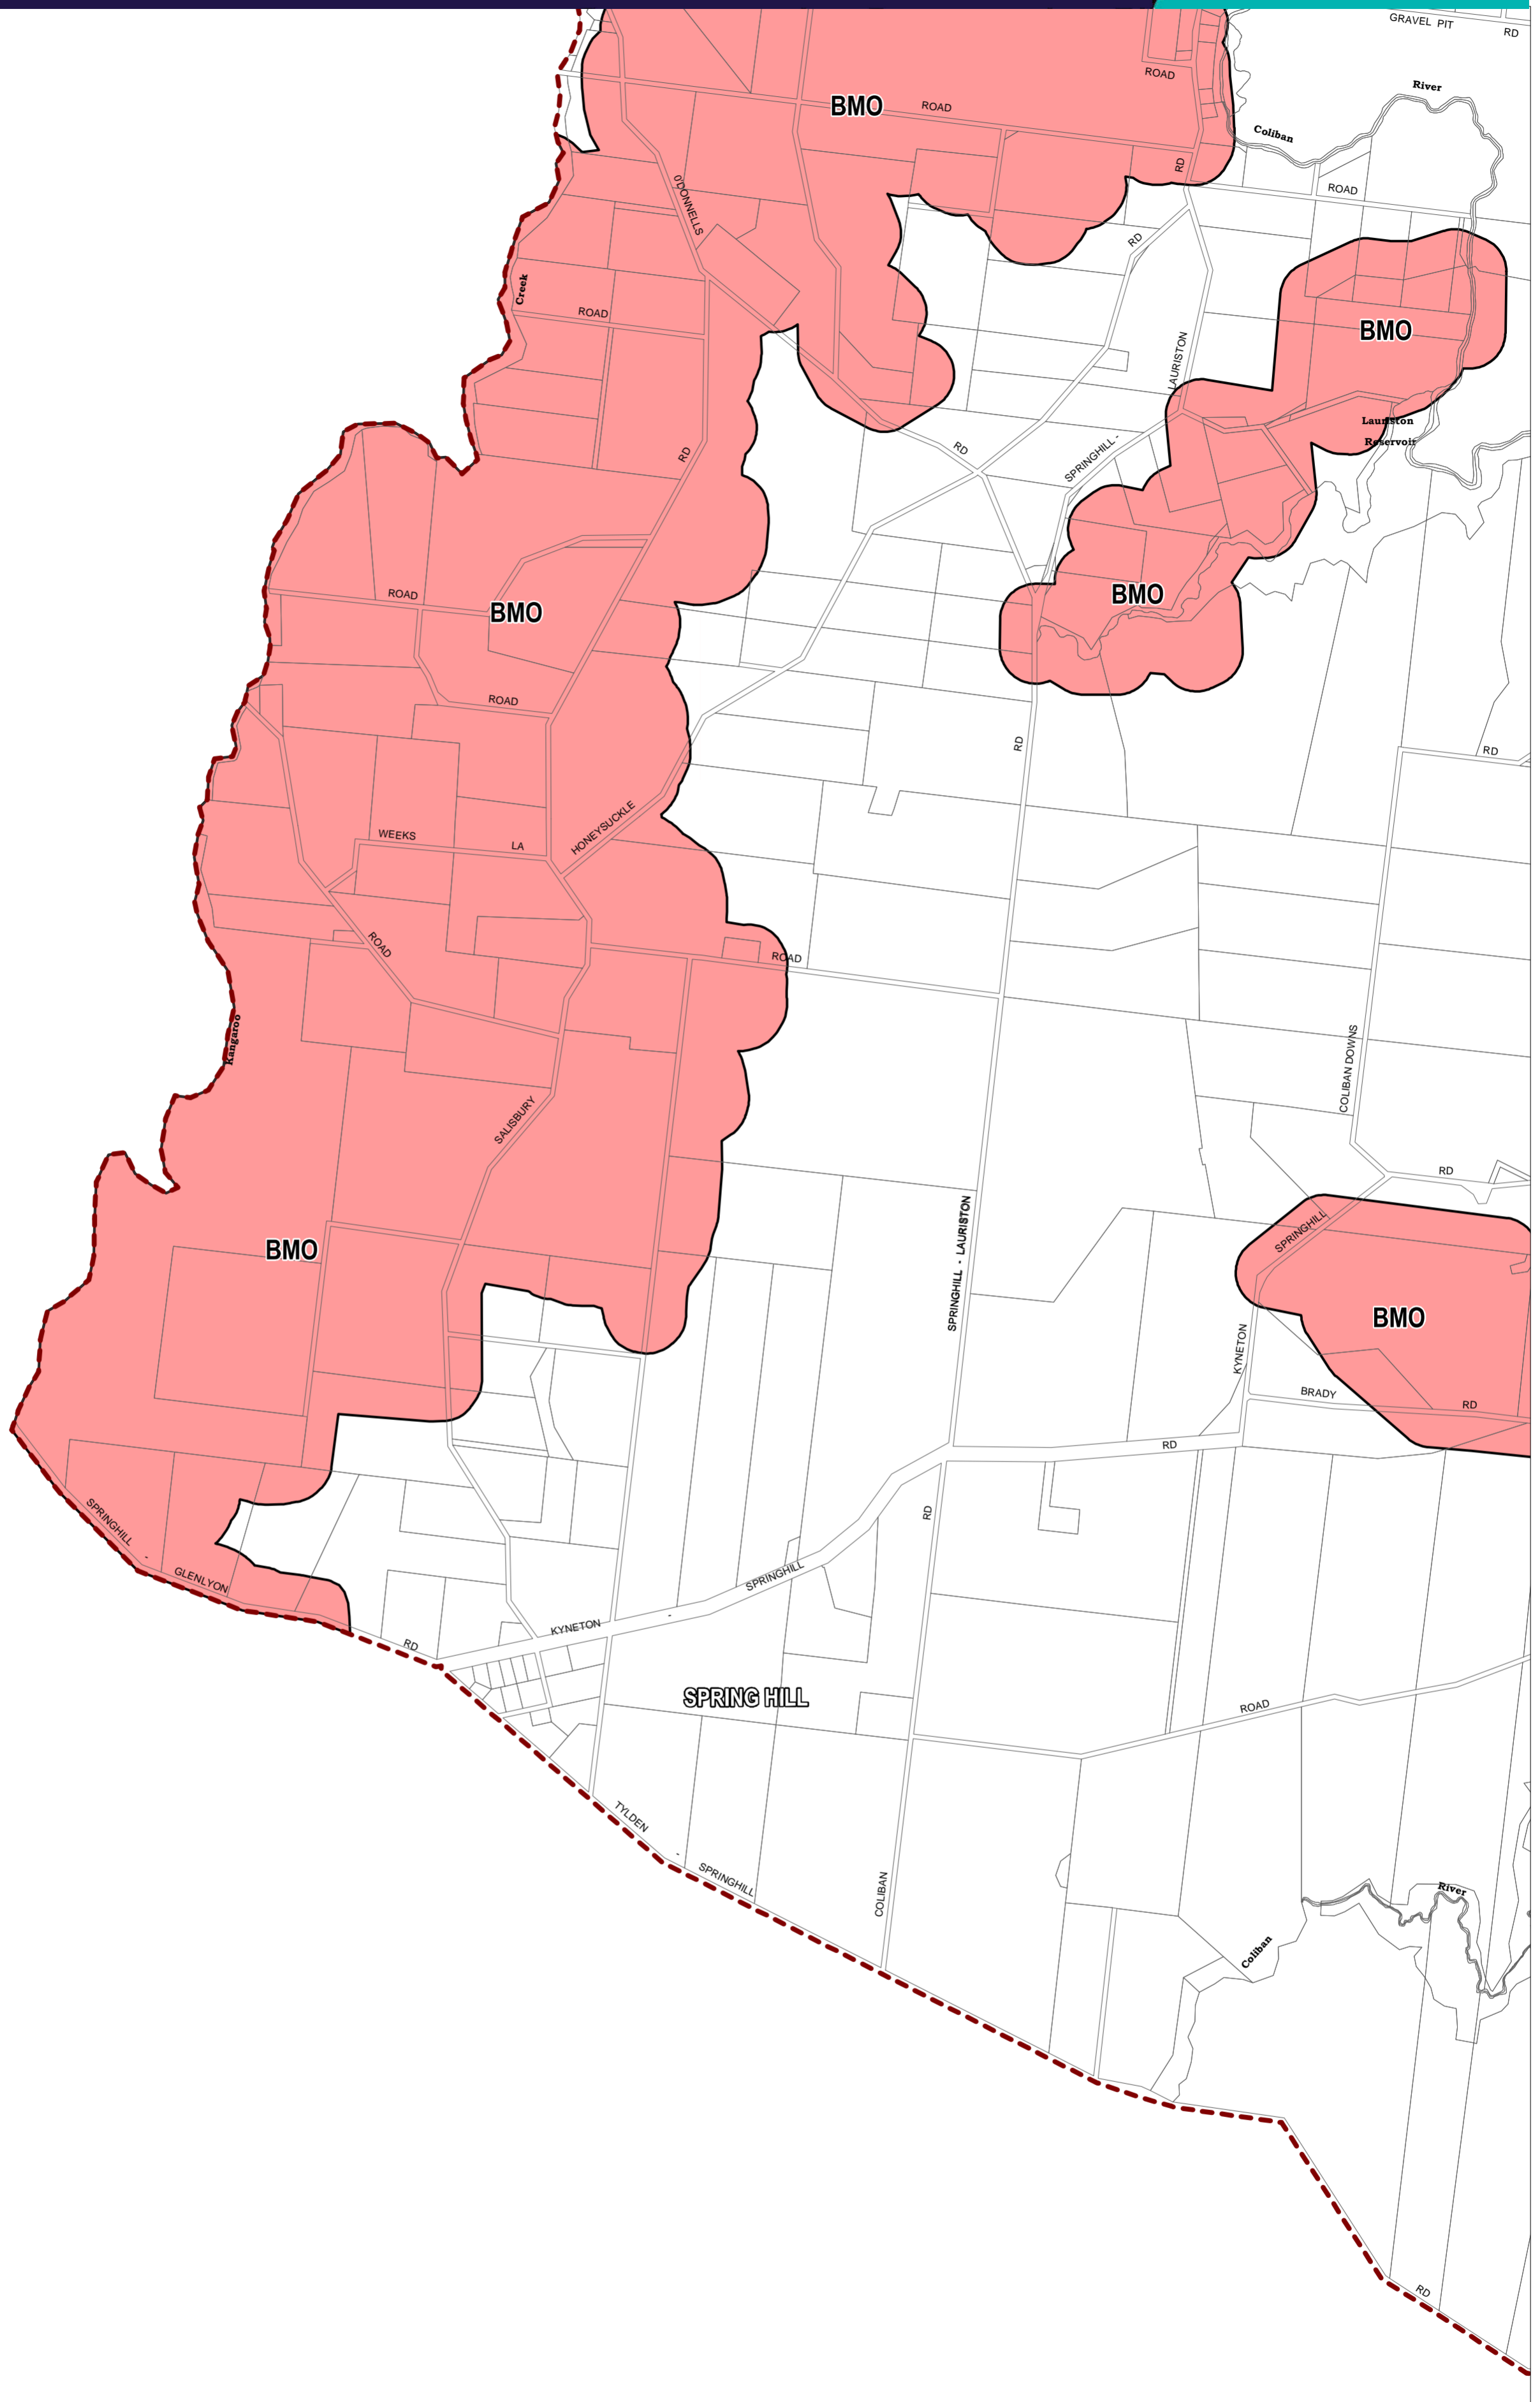 GRAVEL PIT
RD
ROAD
River
BMO
ROAD
Coliban
RD
ROAD
O'DONNELLS
RD
Creek
ROAD
BMO
LAURISTON
Lauriston
Reservoir
RD
RD
SPRINGHILL -
ROAD
BMO
BMO
ROAD
RD
RD
HONEYSUCKLE
WEEKS
LA
ROAD
ROAD
Kangaroo
COLIBAN DOWNS
SALISBURY
RD
SPRINGHILL - LAURISTON
SPRINGHILL
BMO
BMO
KYNETON
BRADY
RD
RD
SPRINGHILL
-
GLENLYON
RD
RD
SPRINGHILL
-
KYNETON
SPRING HILL
ROAD
TYLDEN
-
SPRINGHILL
COLIBAN
River
Coliban
RD